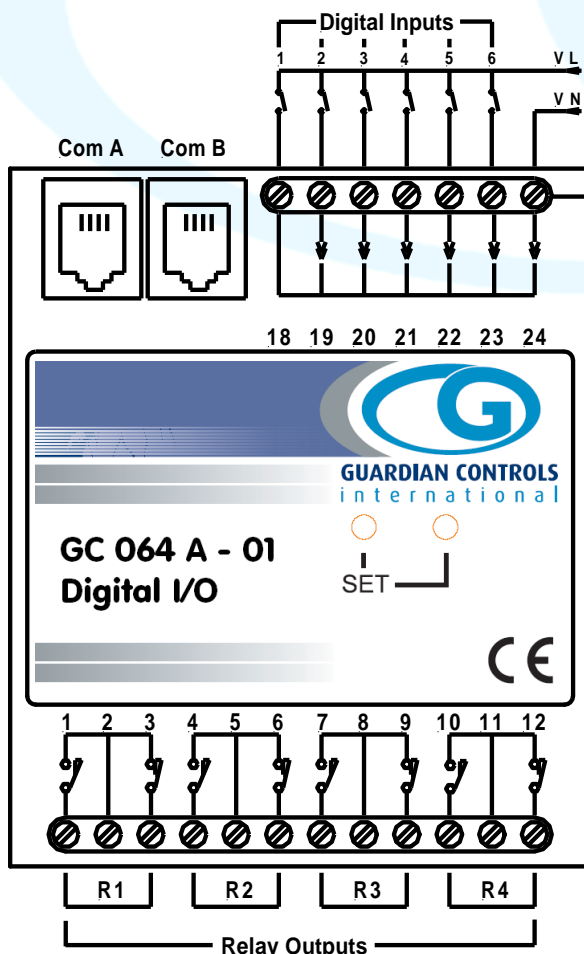 Digital Inputs
1 2 3 4 5 6
V L
V N
Com A Com B
18 19 20 21 22 23 24
G
GUARDIAN CONTROLS
international
GC 064 A - 01
Digital I/O
SET
CE
1 2 3 4 5 6 7 8 9 10 11 12
R1 R2 R3 R4
Relay Outputs